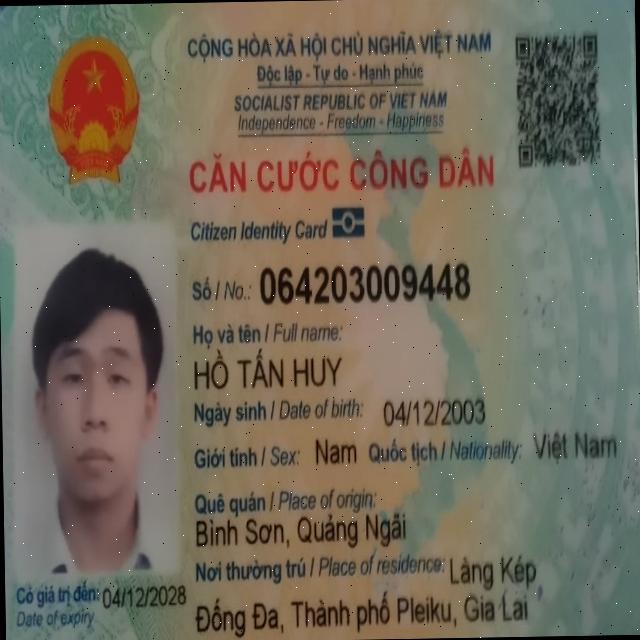 CỘNG HÒA XÃ HỘI CHỦ NGHĨA VIỆT NAM
Độc lập - Tự do - Hạnh phúc
SOCIALIST REPUBLIC OF VIET NAM
Independence - Freedom - Happiness
CĂN CƯỚC CÔNG DÂN
Citizen Identity Card
Số / No.: 064203009448
Họ và tên / Full name:
HỒ TẤN HUY
Ngày sinh / Date of birth: 04/12/2003
Giới tính / Sex: Nam Quốc tịch / Nationality: Việt Nam
Quê quán / Place of origin:
Bình Sơn, Quảng Ngãi
Nơi thường trú / Place of residence: Làng Kép
Đống Đa, Thành phố Pleiku, Gia Lai
Có giá trị đến: 04/12/2028
Date of expiry